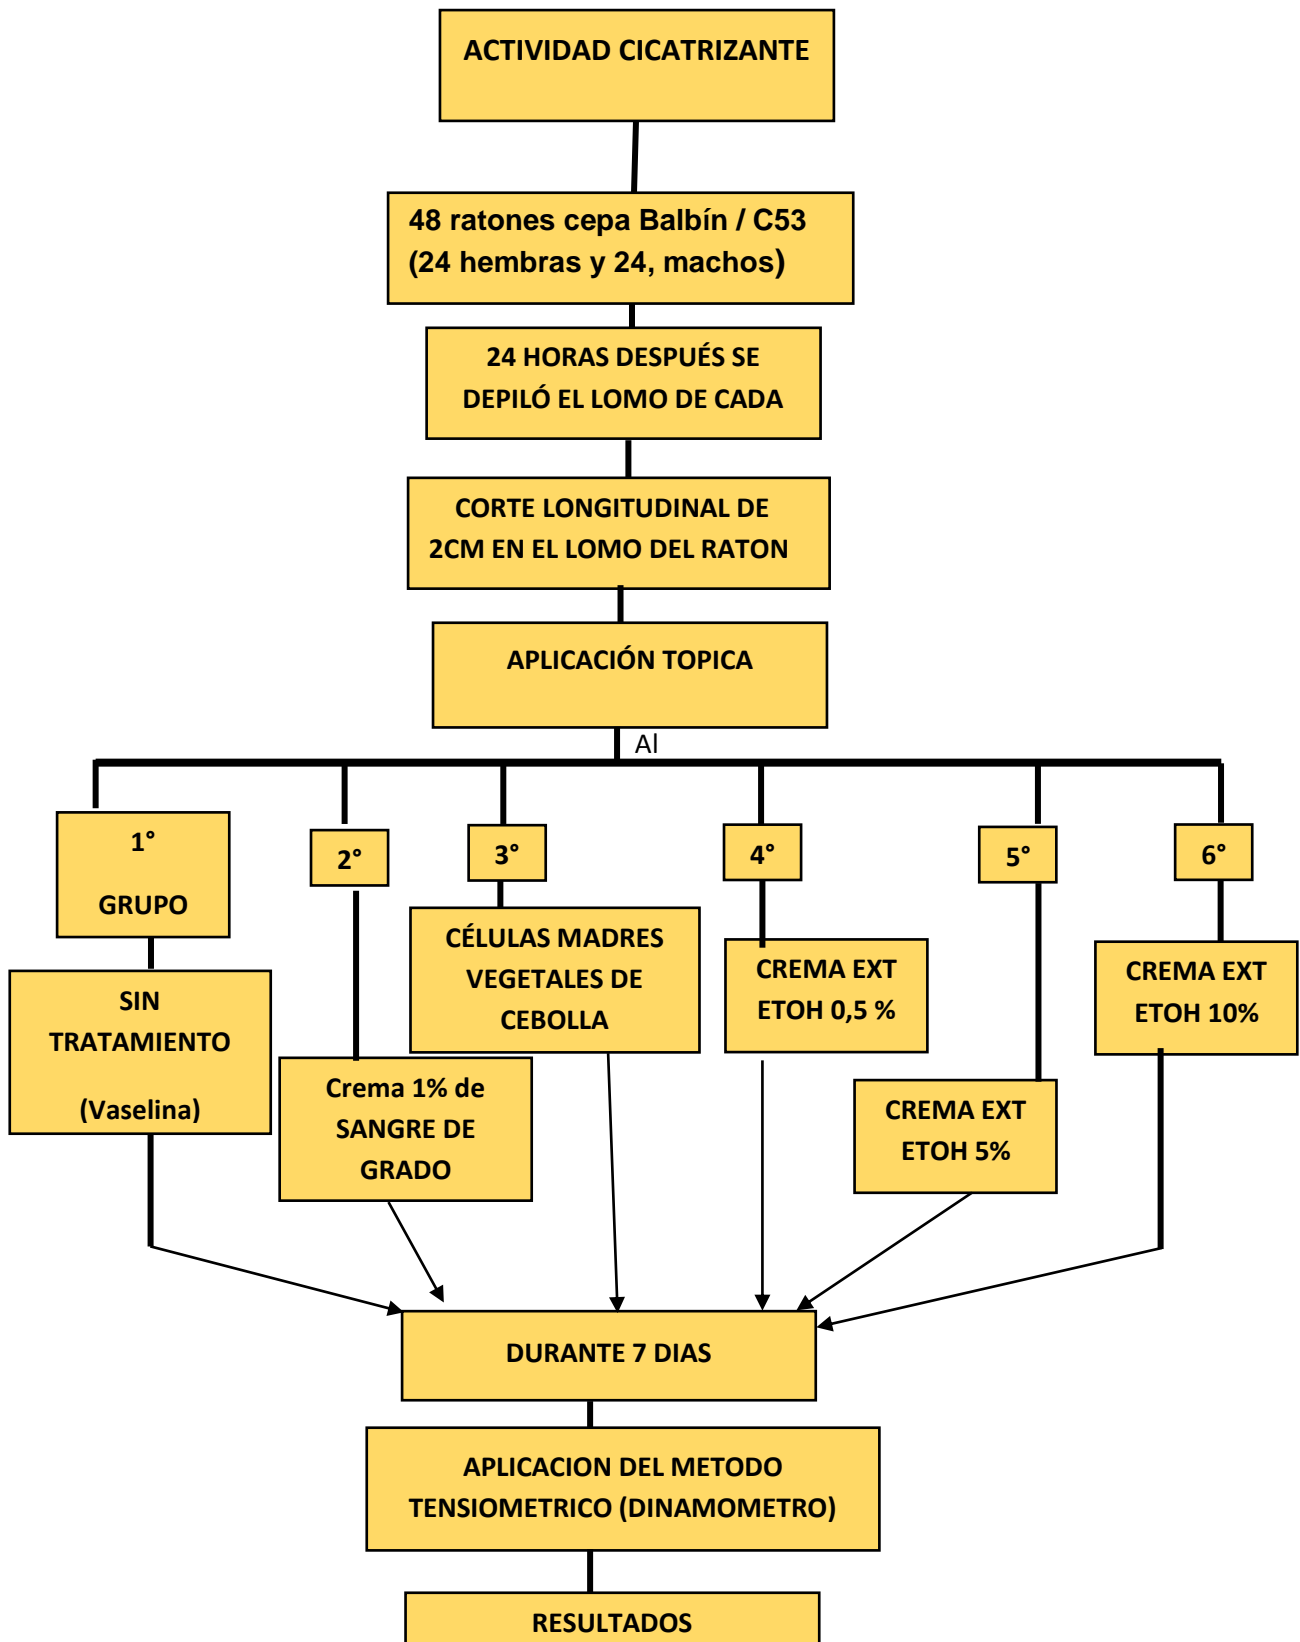 ACTIVIDAD CICATRIZANTE
48 ratones cepa Balbín / C53
(24 hembras y 24, machos)
24 HORAS DESPUÉS SE
DEPILÓ EL LOMO DE CADA
CORTE LONGITUDINAL DE
2CM EN EL LOMO DEL RATON
APLICACIÓN TOPICA
Al
1°
GRUPO
2°
3°
4°
5°
6°
SIN
TRATAMIENTO
(Vaselina)
Crema 1% de
SANGRE DE
GRADO
CÉLULAS MADRES
VEGETALES DE
CEBOLLA
CREMA EXT
ETOH 0,5 %
CREMA EXT
ETOH 5%
CREMA EXT
ETOH 10%
DURANTE 7 DIAS
APLICACION DEL METODO
TENSIOMETRICO (DINAMOMETRO)
RESULTADOS